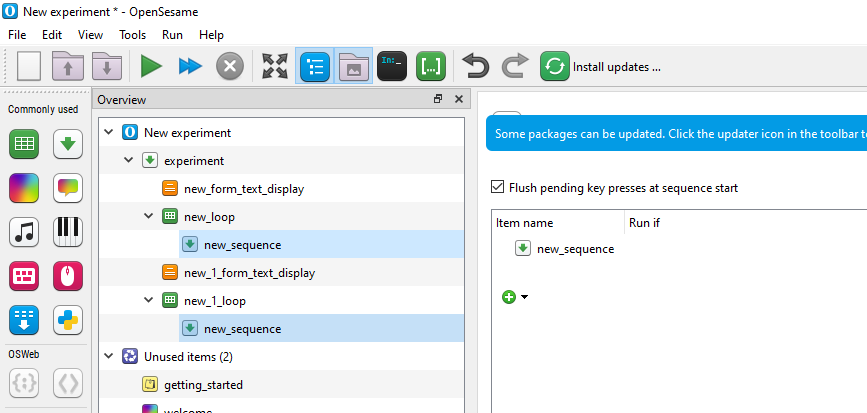 New experiment * - OpenSesame
File Edit View Tools Run Help
Install updates ...
Commonly used
OSWeb
Overview
New experiment
experiment
new_form_text_display
new_loop
new_sequence
new_1_form_text_display
new_1_loop
new_sequence
Unused items (2)
getting_started
welcome
Some packages can be updated. Click the updater icon in the toolbar to
Flush pending key presses at sequence start
Item name Run if
new_sequence